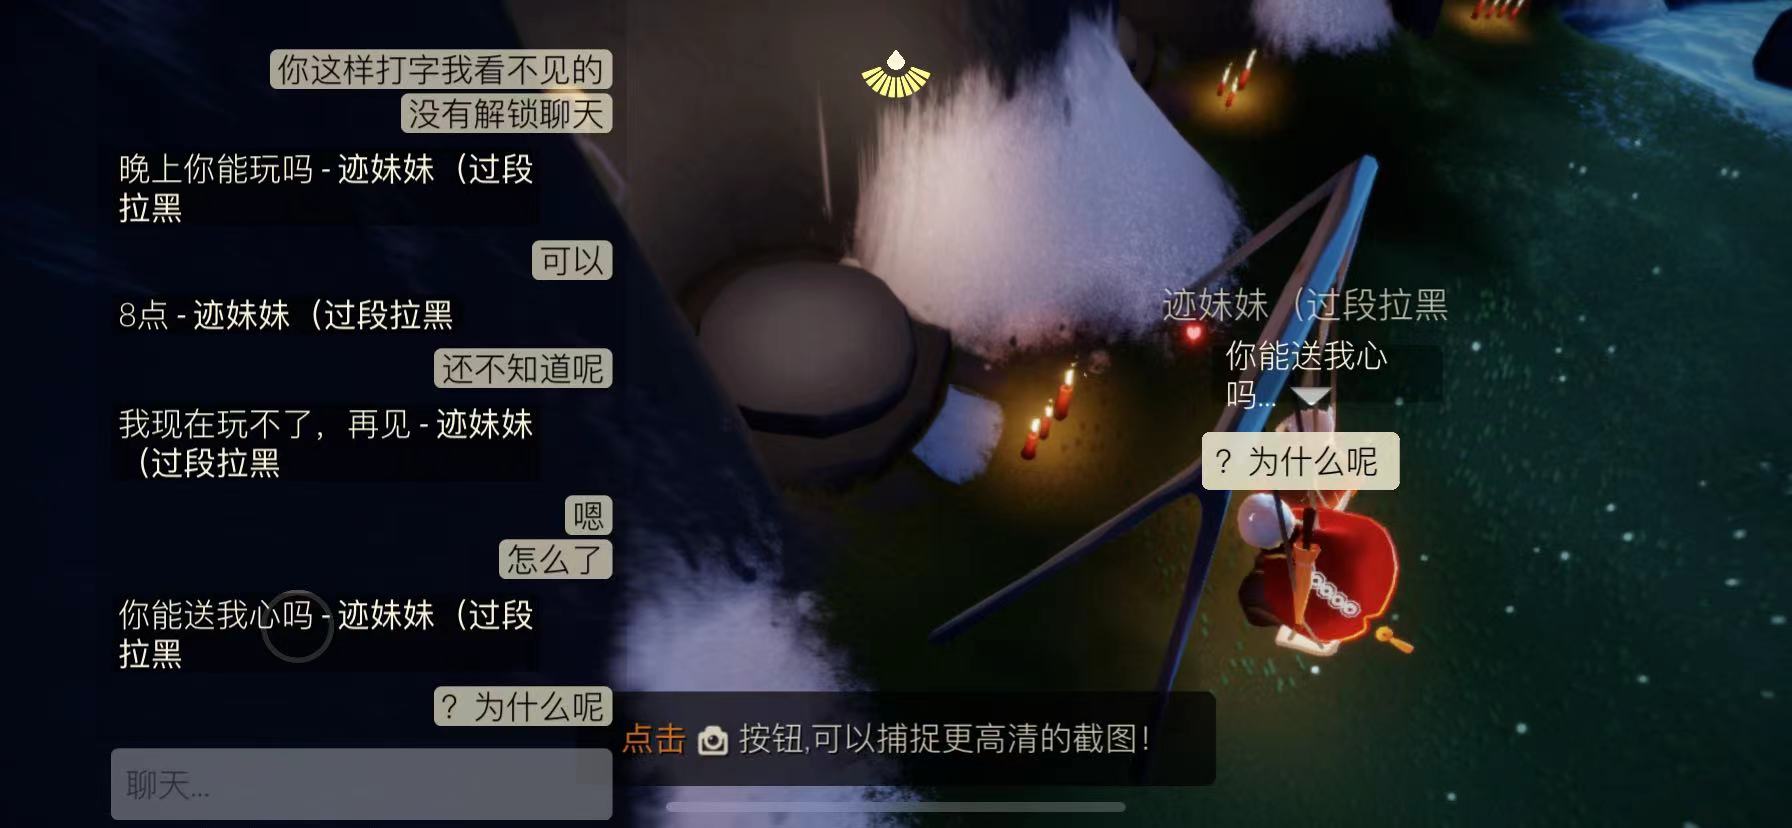 你这样打字我看不见的
没有解锁聊天
晚上你能玩吗 - 迹妹妹（过段
拉黑
可以
8点 - 迹妹妹（过段拉黑
还不知道呢
我现在玩不了，再见 - 迹妹妹
（过段拉黑
嗯
怎么了
你能送我心吗 - 迹妹妹（过段
拉黑
？为什么呢
聊天...
迹妹妹（过段拉黑
你能送我心
吗...
？为什么呢
点击 按钮,可以捕捉更高清的截图！